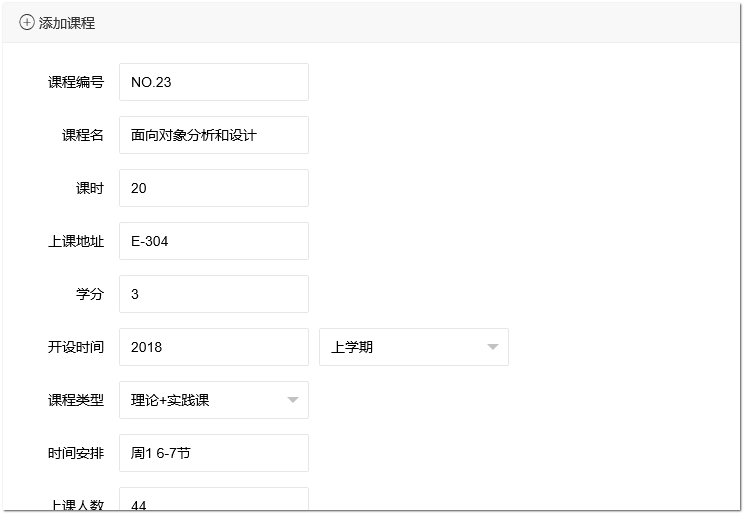 添加课程
课程编号 NO.23
课程名 面向对象分析和设计
课时 20
上课地址 E-304
学分 3
开设时间 2018 上学期
课程类型 理论+实践课
时间安排 周1 6-7节
上课人数 44